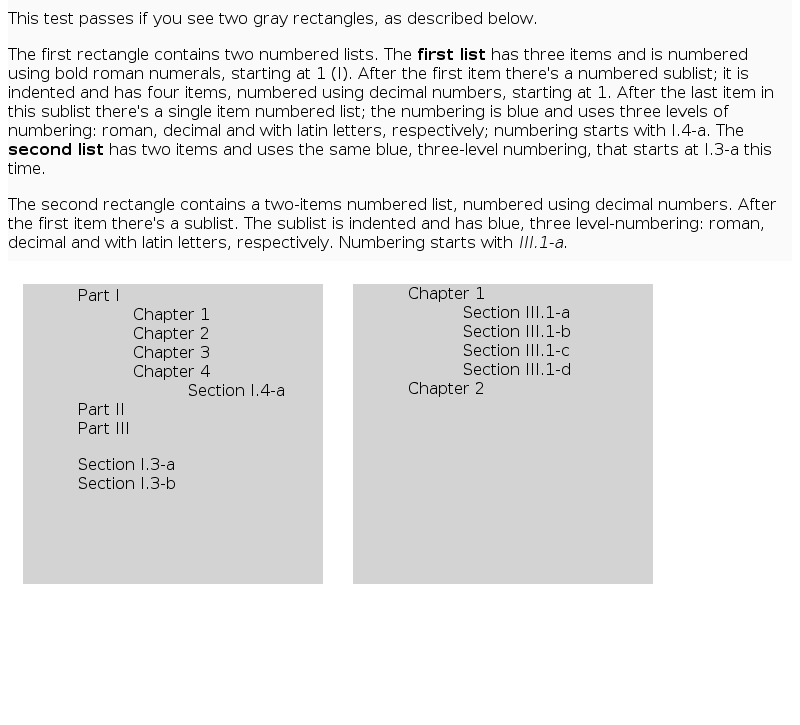 This test passes if you see two gray rectangles, as described below.
The first rectangle contains two numbered lists. The first list has three items and is numbered
using bold roman numerals, starting at 1 (I). After the first item there's a numbered sublist; it is
indented and has four items, numbered using decimal numbers, starting at 1. After the last item in
this sublist there's a single item numbered list; the numbering is blue and uses three levels of
numbering: roman, decimal and with latin letters, respectively; numbering starts with I.4-a. The
second list has two items and uses the same blue, three-level numbering, that starts at I.3-a this
time.
The second rectangle contains a two-items numbered list, numbered using decimal numbers. After
the first item there's a sublist. The sublist is indented and has blue, three level-numbering: roman,
decimal and with latin letters, respectively. Numbering starts with III.1-a.
Part I
Chapter 1
Chapter 2
Chapter 3
Chapter 4
Section I.4-a
Part II
Part III
Section I.3-a
Section I.3-b
Chapter 1
Section III.1-a
Section III.1-b
Section III.1-c
Section III.1-d
Chapter 2